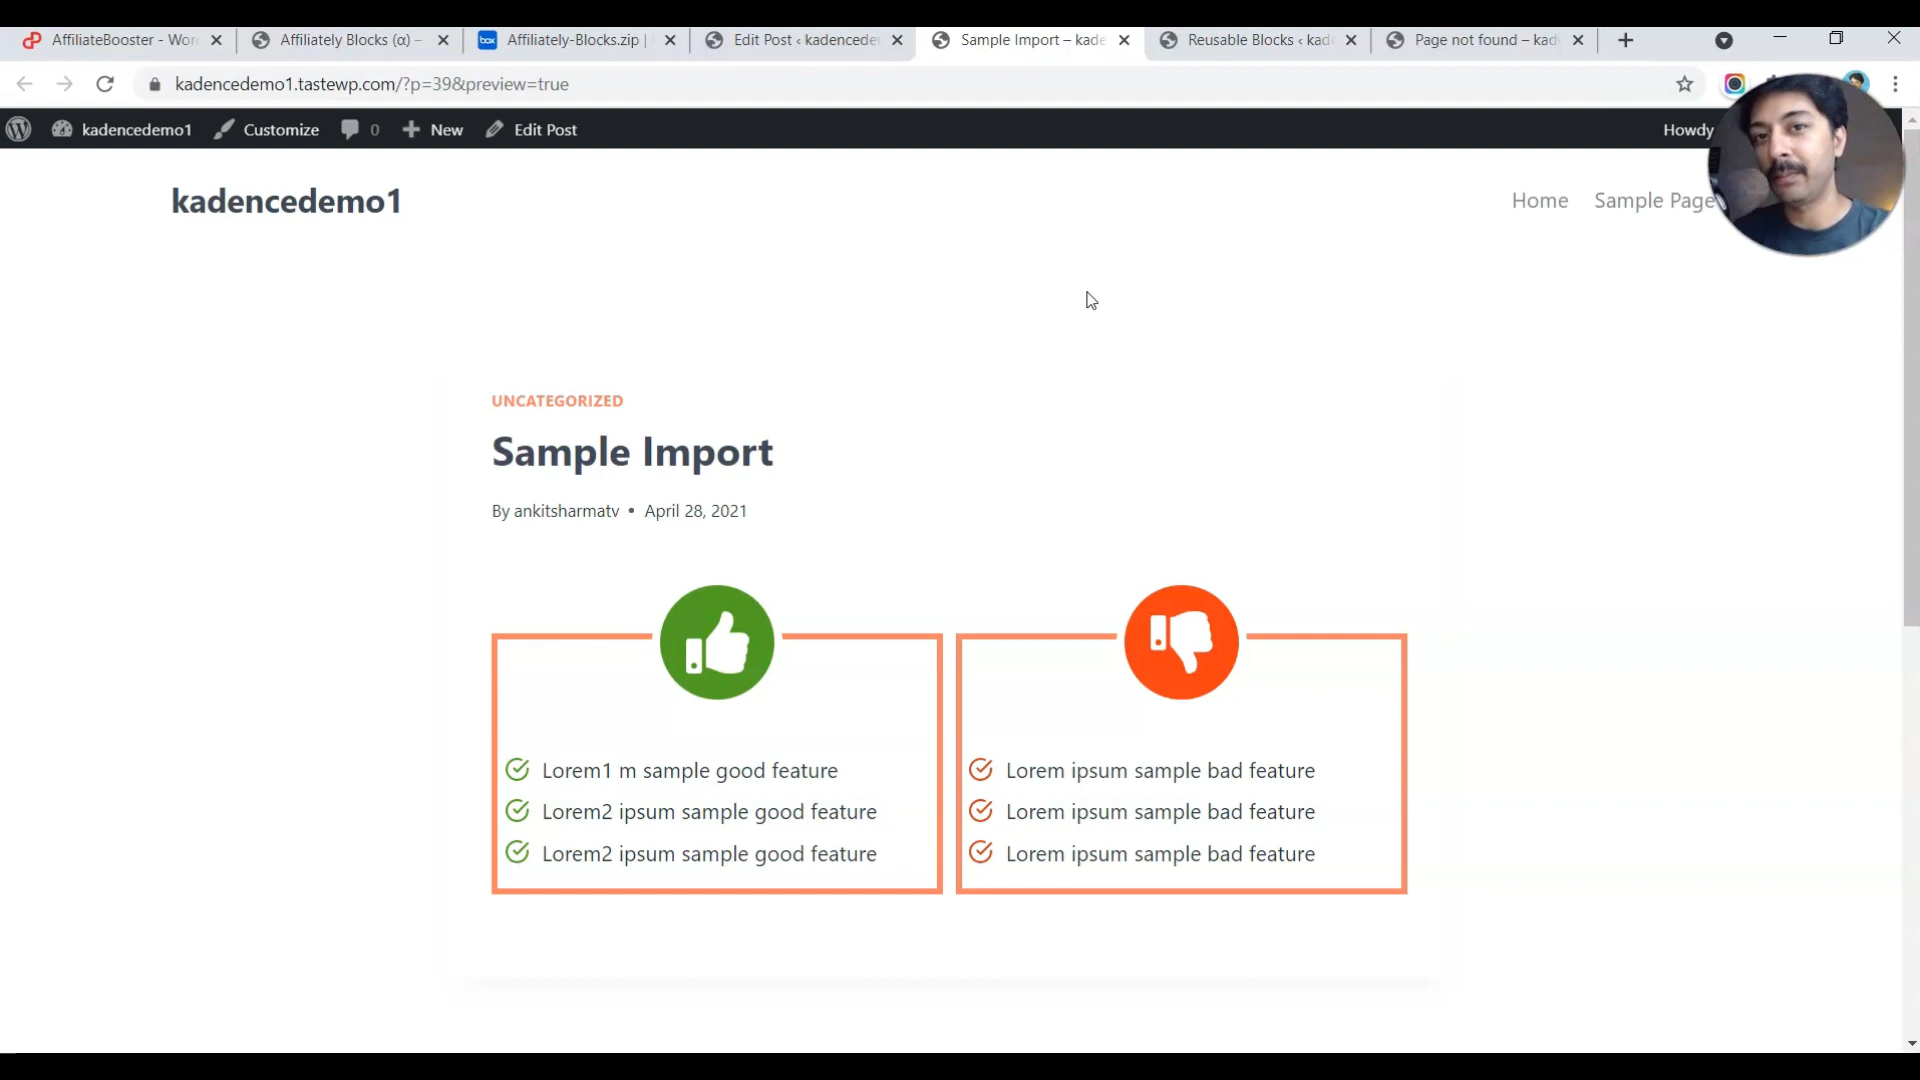 AffiliateBooster - Wor
Affiliately Blocks (α) –
box Affiliately-Blocks.zip |
Edit Post ‹ kadencede
Sample Import – kade
Reusable Blocks ‹ kad
Page not found – kad
kadencedemo1.tastewp.com/?p=39&preview=true
kadencedemo1
Customize
0
New
Edit Post
Howdy
kadencedemo1
Home
Sample Page
UNCATEGORIZED
Sample Import
By ankitsharmatv • April 28, 2021
Lorem1 m sample good feature
Lorem2 ipsum sample good feature
Lorem2 ipsum sample good feature
Lorem ipsum sample bad feature
Lorem ipsum sample bad feature
Lorem ipsum sample bad feature